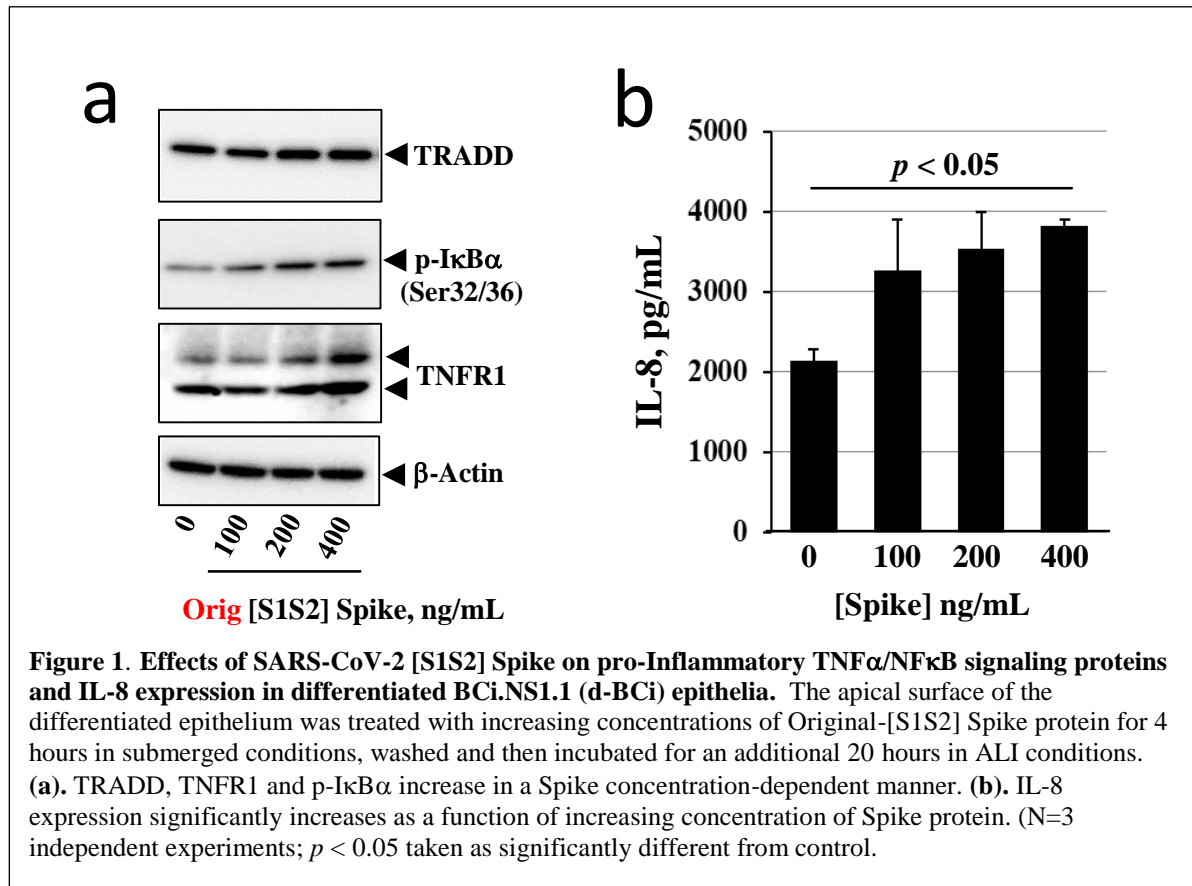 a
TRADD
p-IκBα
(Ser32/36)
TNFR1
β-Actin
0 100 200 400
Orig [S1S2] Spike, ng/mL
b
5000
4000
3000
2000
1000
0
IL-8, pg/mL
p < 0.05
0 100 200 400
[Spike] ng/mL
Figure 1. Effects of SARS-CoV-2 [S1S2] Spike on pro-Inflammatory TNFα/NFκB signaling proteins
and IL-8 expression in differentiated BCi.NS1.1 (d-BCi) epithelia. The apical surface of the
differentiated epithelium was treated with increasing concentrations of Original-[S1S2] Spike protein for 4
hours in submerged conditions, washed and then incubated for an additional 20 hours in ALI conditions.
(a). TRADD, TNFR1 and p-IκBα increase in a Spike concentration-dependent manner. (b). IL-8
expression significantly increases as a function of increasing concentration of Spike protein. (N=3
independent experiments; p < 0.05 taken as significantly different from control.